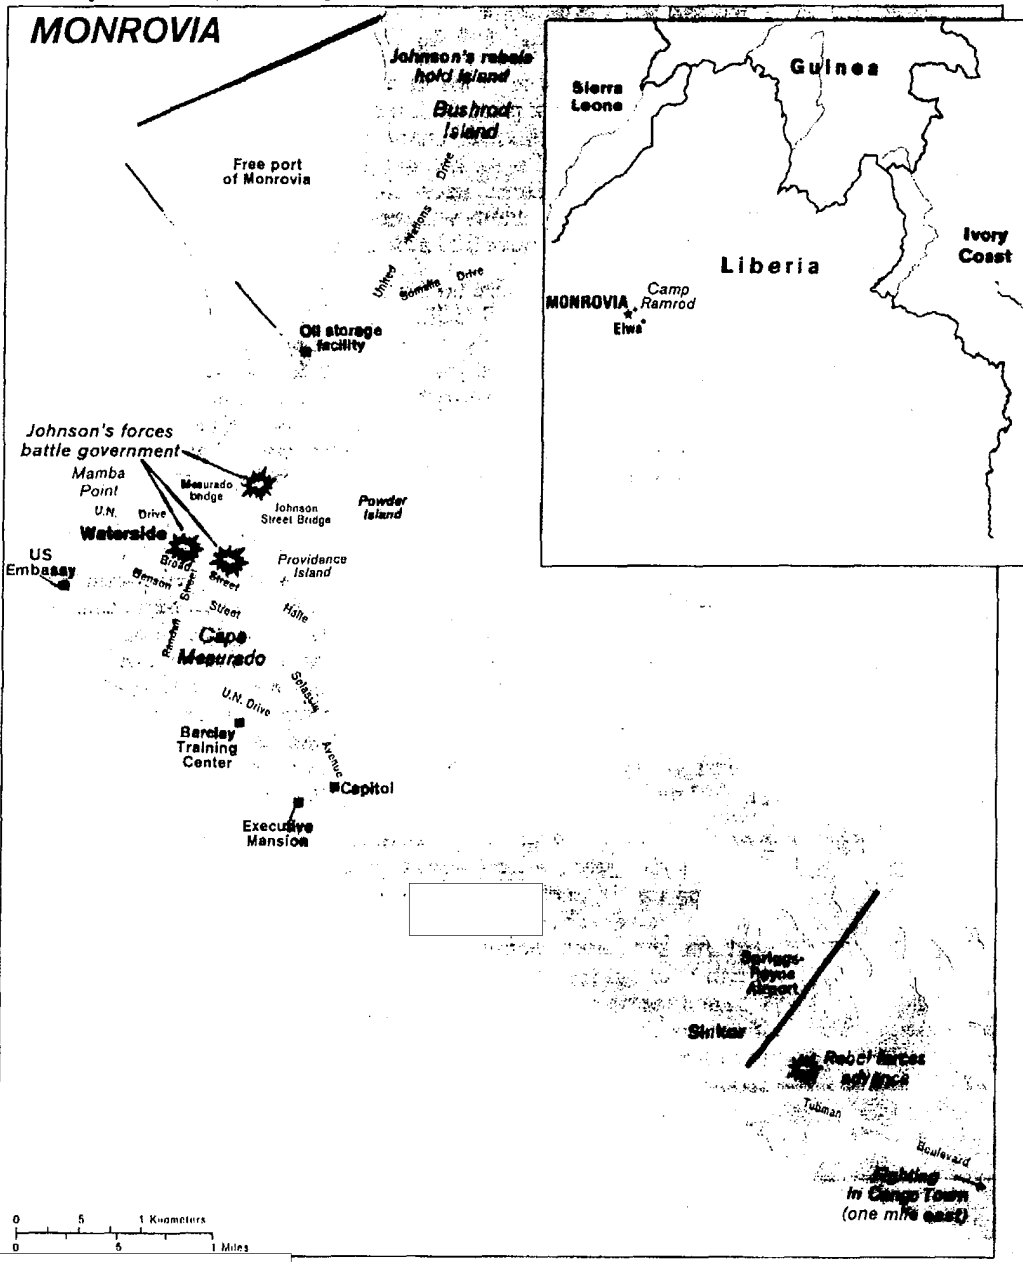 MONROVIA
Johnson's rebels
hold island
Bushrod
Island
Free port
of Monrovia
United Nations Drive
Somalia Drive
Oil storage
facility
Johnson's forces
battle government
Mamba
Point
Mesurado
bridge
Johnson
Street Bridge
Powder
Island
U.N. Drive
Waterside
US
Embassy
Providence
Island
Broad Street
Benson Street
Randall Street
Halle
Cape
Mesurado
U.N. Drive
Barclay
Training
Center
Avenue
Capitol
Executive
Mansion
Spriggs-
Payne
Airport
Sinkor
Rebel forces
advance
Tubman Boulevard
Fighting
in Congo Town
(one mile east)
0 5 1 Kilometers
0 5 1 Miles
Guinea
Sierra
Leone
Ivory
Coast
Liberia
MONROVIA
Camp
Ramrod
Elwa